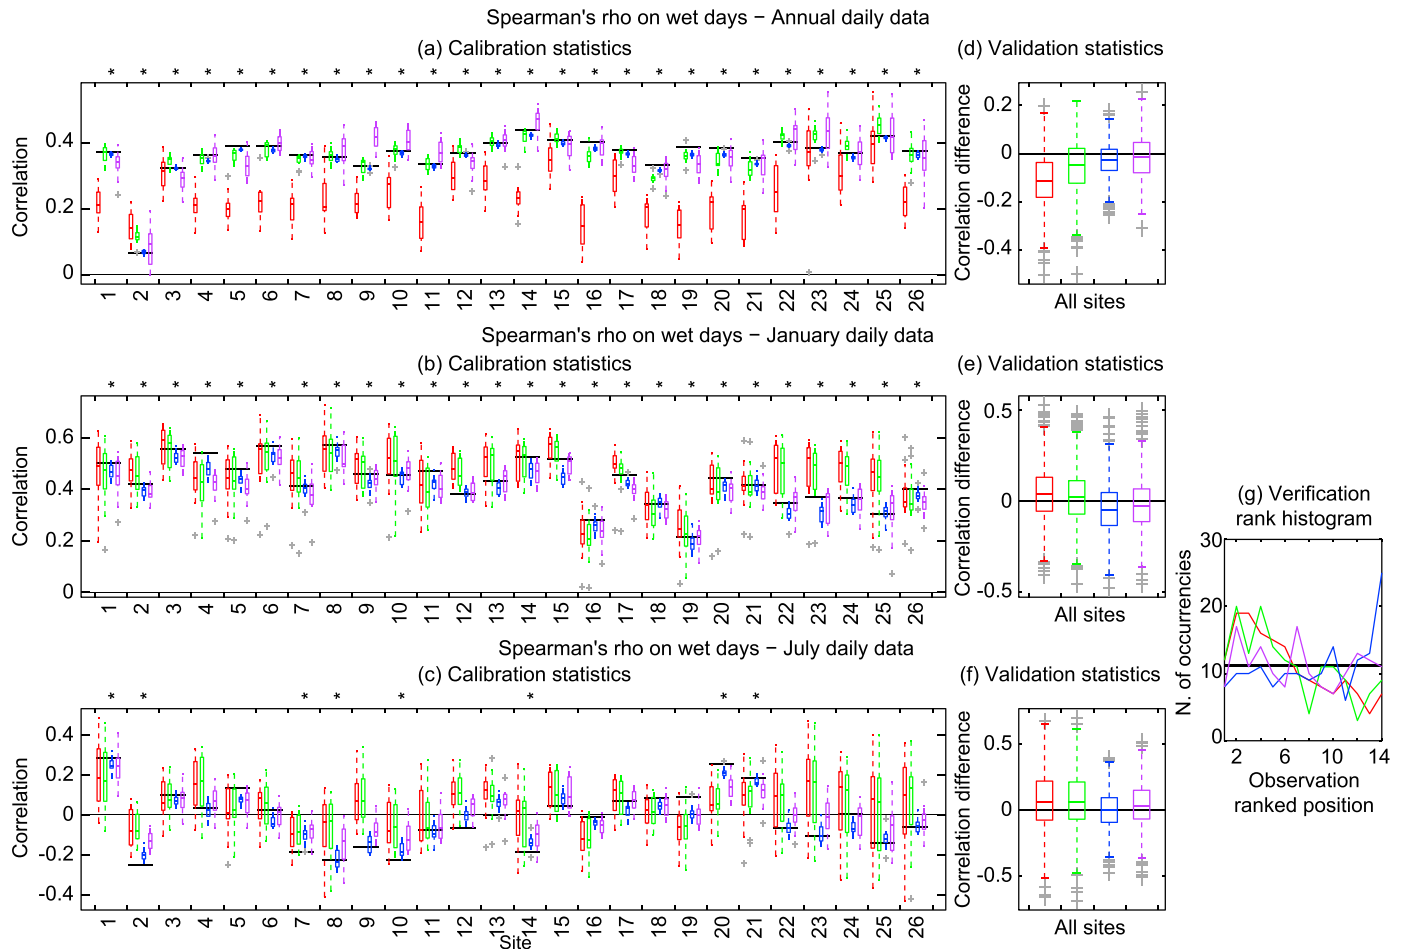 Spearman's rho on wet days − Annual daily data
(a) Calibration statistics
(d) Validation statistics
* * * * * * * * * * * * * * * * * * * * * * * * * *
Correlation
0.4
0.2
0
1 2 3 4 5 6 7 8 9 10 11 12 13 14 15 16 17 18 19 20 21 22 23 24 25 26
Correlation difference
0.2
0
-0.2
-0.4
All sites
Spearman's rho on wet days − January daily data
(b) Calibration statistics
(e) Validation statistics
* * * * * * * * * * * * * * * * * * * * * * * * * *
Correlation
0.6
0.4
0.2
0
1 2 3 4 5 6 7 8 9 10 11 12 13 14 15 16 17 18 19 20 21 22 23 24 25 26
Correlation difference
0.5
0
-0.5
All sites
(g) Verification
rank histogram
N. of occurrencies
30
20
10
0
2 6 10 14
Observation
ranked position
Spearman's rho on wet days − July daily data
(c) Calibration statistics
(f) Validation statistics
* * * * * * * *
Correlation
0.4
0.2
0
-0.2
-0.4
1 2 3 4 5 6 7 8 9 10 11 12 13 14 15 16 17 18 19 20 21 22 23 24 25 26
Site
Correlation difference
0.5
0
-0.5
All sites